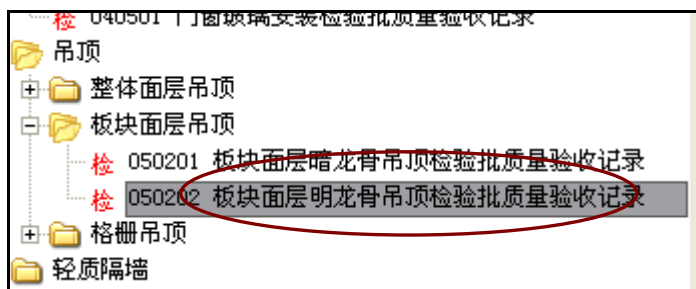 检 040501 门窗玻璃安装检验批质量验收记录
吊顶
整体面层吊顶
板块面层吊顶
检 050201 板块面层暗龙骨吊顶检验批质量验收记录
检 050202 板块面层明龙骨吊顶检验批质量验收记录
格栅吊顶
轻质隔墙